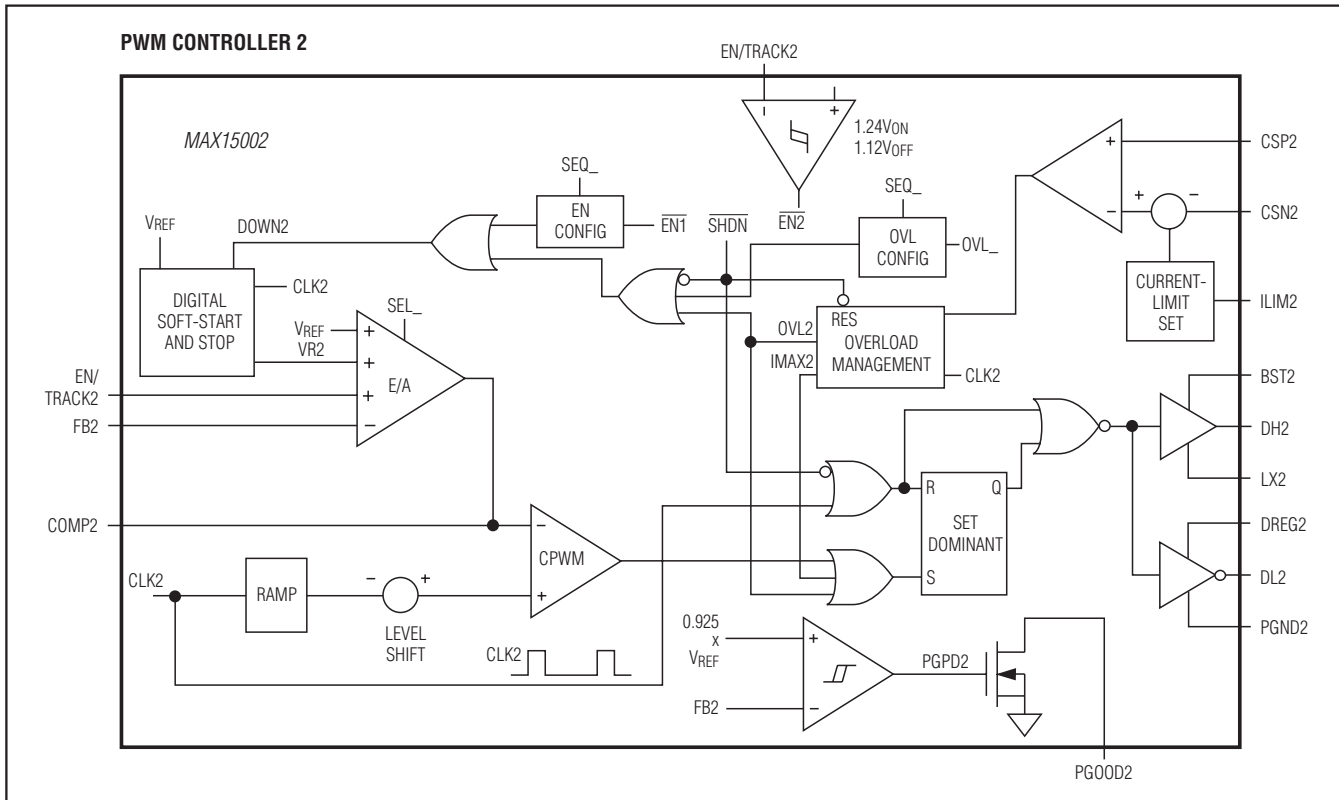 PWM CONTROLLER 2
EN/TRACK2
MAX15002
–
+
1.24VON
1.12VOFF
EN2
SEQ_
EN
CONFIG
EN1
SHDN
SEQ_
OVL
CONFIG
OVL_
+
–
+
–
CSP2
CSN2
CURRENT-
LIMIT
SET
ILIM2
VREF
DOWN2
DIGITAL
SOFT-START
AND STOP
CLK2
SEL_
VREF
VR2
+
+
+
–
E/A
EN/
TRACK2
FB2
OVL2
IMAX2
RES
OVERLOAD
MANAGEMENT
CLK2
BST2
DH2
LX2
COMP2
–
+
CPWM
R
Q
SET
DOMINANT
S
DREG2
DL2
PGND2
CLK2
RAMP
–
+
LEVEL
SHIFT
CLK2
0.925
x
VREF
FB2
+
–
PGPD2
PGOOD2